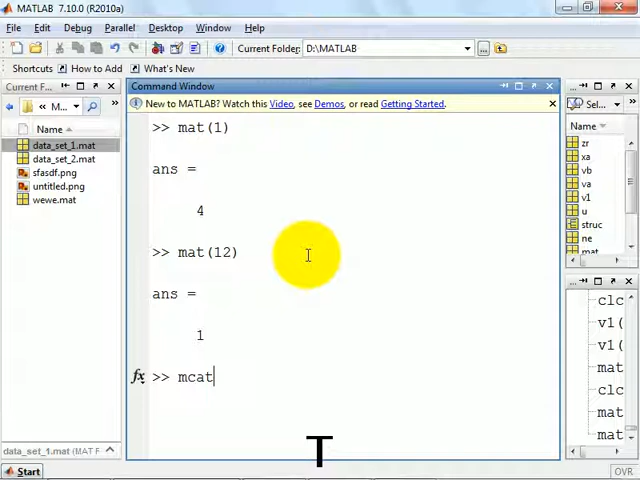 MATLAB 7.10.0 (R2010a)
File Edit Debug Parallel Desktop Window Help
Current Folder: D:\MATLAB
Shortcuts How to Add What's New
Current F...
« M...
Name
data_set_1.mat
data_set_2.mat
sfasdf.png
untitled.png
wewe.mat
data_set_1.mat (MAT F
Command Window
New to MATLAB? Watch this Video, see Demos, or read Getting Started.
>> mat(1)
ans =
4
>> mat(12)
ans =
1
fx >> mcat
T
Sel...
Name
zr
xa
vb
va
v1
u
struc
ne
mat
clc
v1(
v1(
mat
clc
mat
mat
Start
OVR